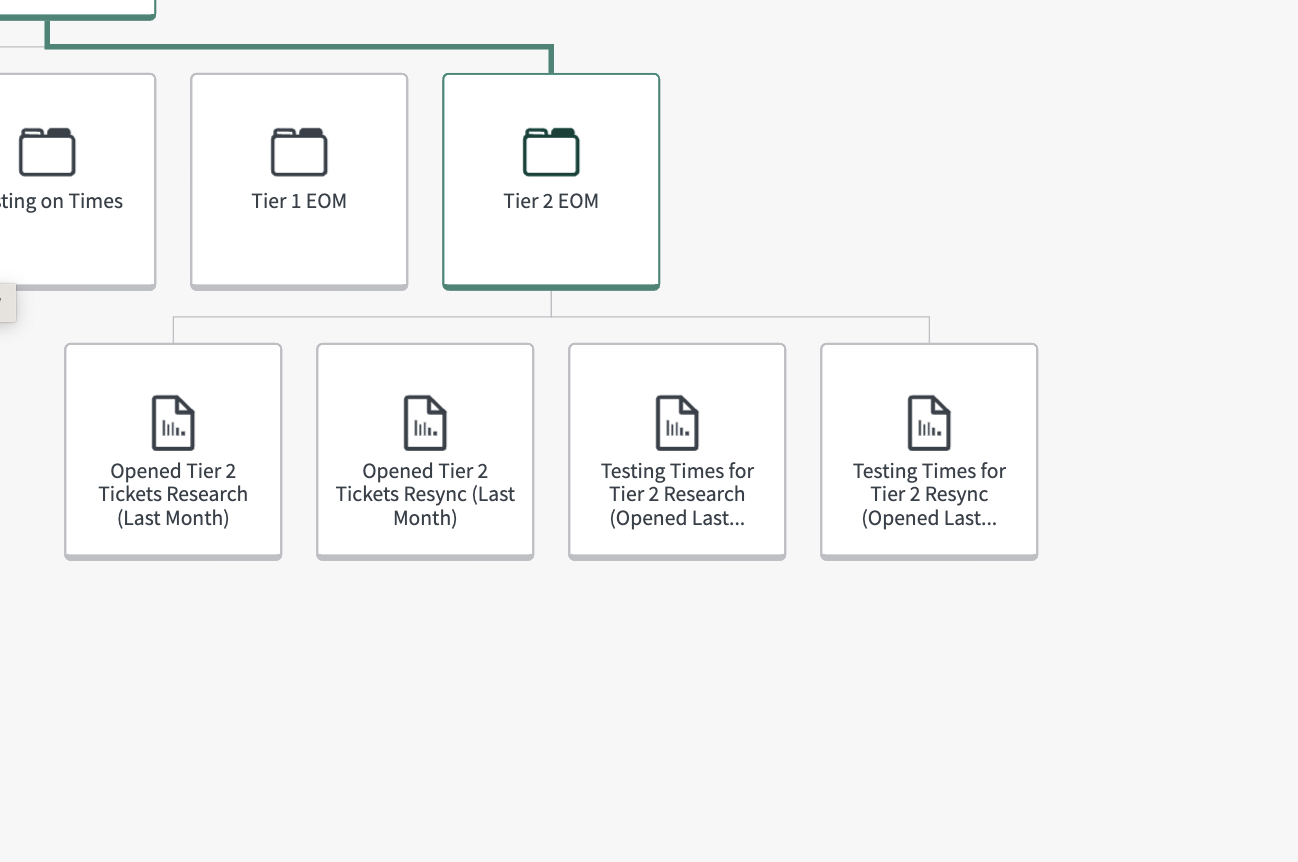 on Times
Tier 1 EOM
Tier 2 EOM
Opened Tier 2
Tickets Research
(Last Month)
Opened Tier 2
Tickets Resync (Last
Month)
Testing Times for
Tier 2 Research
(Opened Last...
Testing Times for
Tier 2 Resync
(Opened Last...